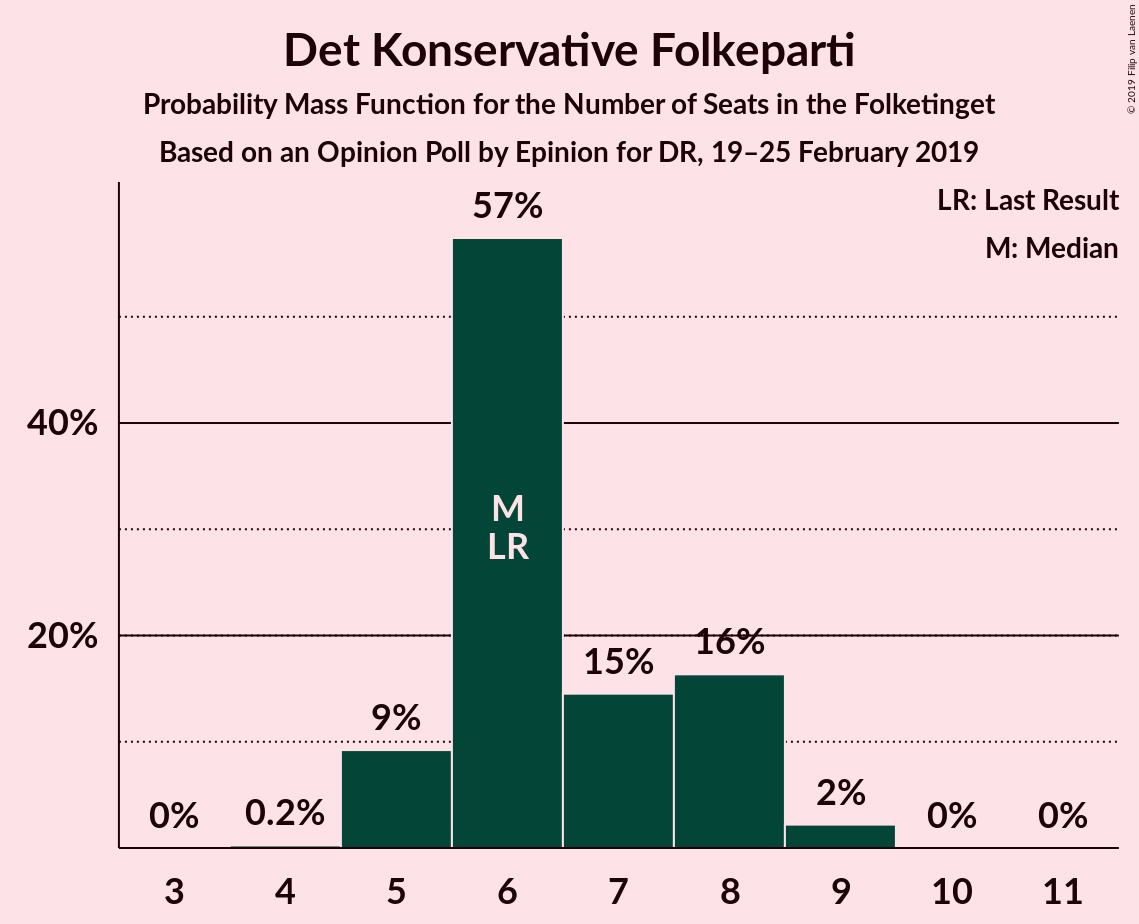 Det Konservative Folkeparti
Probability Mass Function for the Number of Seats in the Folketinget
Based on an Opinion Poll by Epinion for DR, 19–25 February 2019
© 2019 Filip van Laenen
LR: Last Result
M: Median
57%
40%
M
LR
20%
16%
15%
9%
2%
0%
0.2%
0%
0%
3
4
5
6
7
8
9
10
11